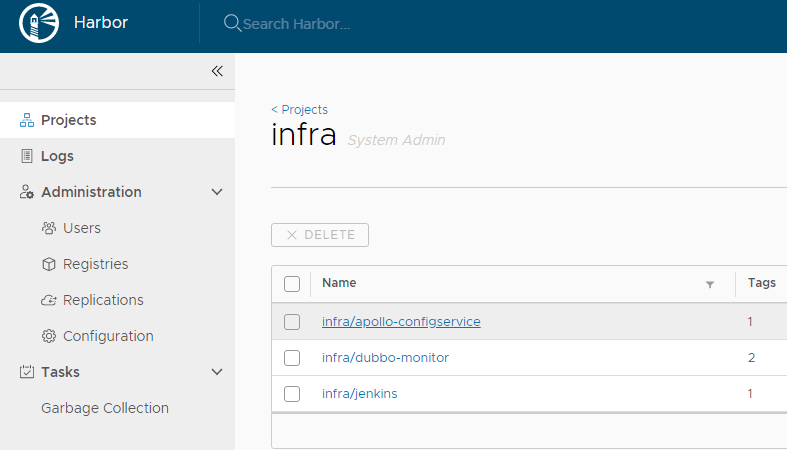 Harbor
Search Harbor...
Projects
Logs
Administration
Users
Registries
Replications
Configuration
Tasks
Garbage Collection
< Projects
infra System Admin
DELETE
Name Tags
infra/apollo-configservice 1
infra/dubbo-monitor 2
infra/jenkins 1